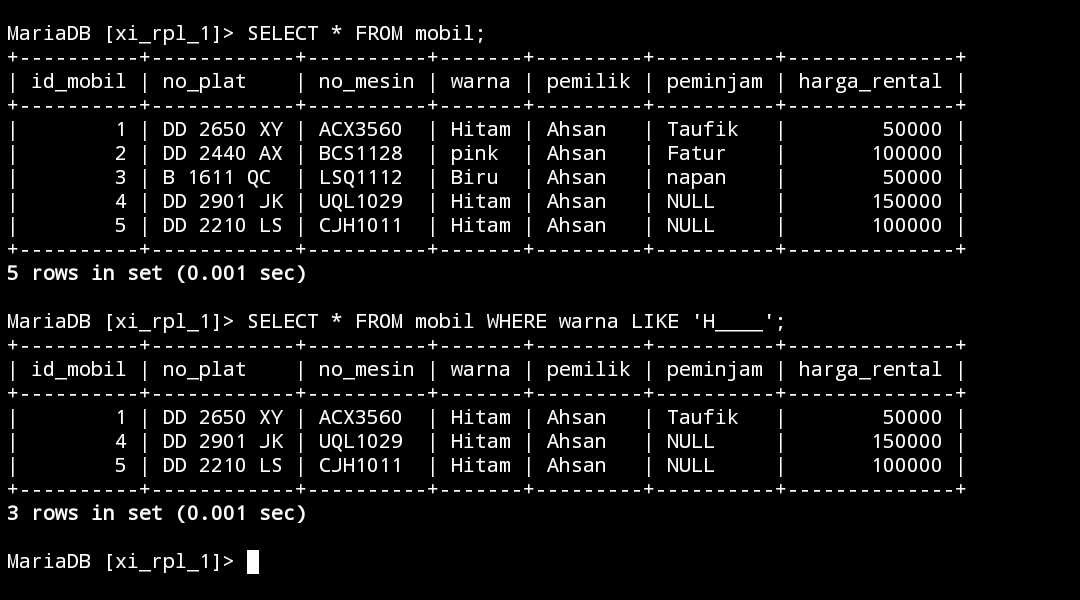 MariaDB [xi_rpl_1]> SELECT * FROM mobil;
+----------+------------+----------+-------+---------+----------+--------------+
| id_mobil | no_plat    | no_mesin | warna | pemilik | peminjam | harga_rental |
+----------+------------+----------+-------+---------+----------+--------------+
|        1 | DD 2650 XY | ACX3560  | Hitam | Ahsan   | Taufik   |        50000 |
|        2 | DD 2440 AX | BCS1128  | pink  | Ahsan   | Fatur    |       100000 |
|        3 | B 1611 QC  | LSQ1112  | Biru  | Ahsan   | napan    |        50000 |
|        4 | DD 2901 JK | UQL1029  | Hitam | Ahsan   | NULL     |       150000 |
|        5 | DD 2210 LS | CJH1011  | Hitam | Ahsan   | NULL     |       100000 |
+----------+------------+----------+-------+---------+----------+--------------+
5 rows in set (0.001 sec)
MariaDB [xi_rpl_1]> SELECT * FROM mobil WHERE warna LIKE 'H____';
+----------+------------+----------+-------+---------+----------+--------------+
| id_mobil | no_plat    | no_mesin | warna | pemilik | peminjam | harga_rental |
+----------+------------+----------+-------+---------+----------+--------------+
|        1 | DD 2650 XY | ACX3560  | Hitam | Ahsan   | Taufik   |        50000 |
|        4 | DD 2901 JK | UQL1029  | Hitam | Ahsan   | NULL     |       150000 |
|        5 | DD 2210 LS | CJH1011  | Hitam | Ahsan   | NULL     |       100000 |
+----------+------------+----------+-------+---------+----------+--------------+
3 rows in set (0.001 sec)
MariaDB [xi_rpl_1]>